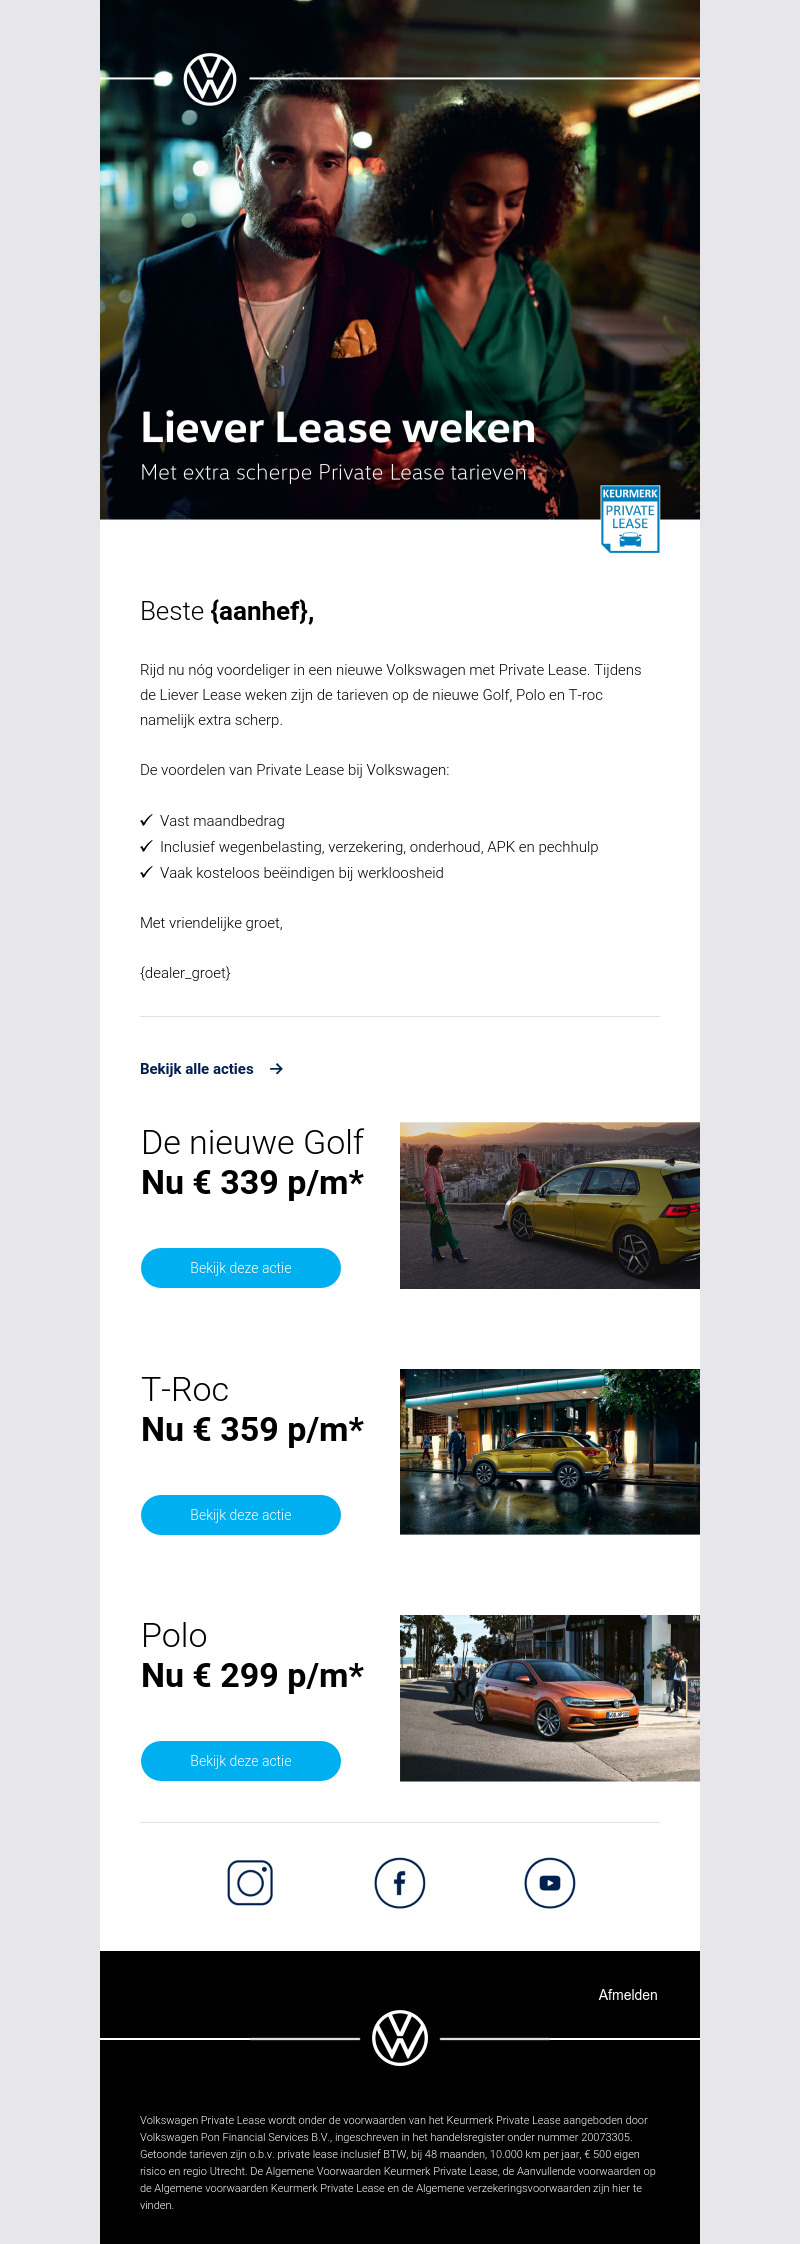 Liever Lease weken
Met extra scherpe Private Lease tarieven.
KEURMERK
PRIVATE
LEASE
Beste {aanhef},
Rijd nu nóg voordeliger in een nieuwe Volkswagen met Private Lease. Tijdens
de Liever Lease weken zijn de tarieven op de nieuwe Golf, Polo en T-roc
namelijk extra scherp.
De voordelen van Private Lease bij Volkswagen:
✓ Vast maandbedrag
✓ Inclusief wegenbelasting, verzekering, onderhoud, APK en pechhulp
✓ Vaak kosteloos beëindigen bij werkloosheid
Met vriendelijke groet,
{dealer_groet}
Bekijk alle acties →
De nieuwe Golf
Nu € 339 p/m*
Bekijk deze actie
T-Roc
Nu € 359 p/m*
Bekijk deze actie
Polo
Nu € 299 p/m*
Bekijk deze actie
Afmelden
Volkswagen Private Lease wordt onder de voorwaarden van het Keurmerk Private Lease aangeboden door
Volkswagen Pon Financial Services B.V., ingeschreven in het handelsregister onder nummer 20073305.
Getoonde tarieven zijn o.b.v. private lease inclusief BTW, bij 48 maanden, 10.000 km per jaar, € 500 eigen
risico en regio Utrecht. De Algemene Voorwaarden Keurmerk Private Lease, de Aanvullende voorwaarden op
de Algemene voorwaarden Keurmerk Private Lease en de Algemene verzekeringsvoorwaarden zijn hier te
vinden.